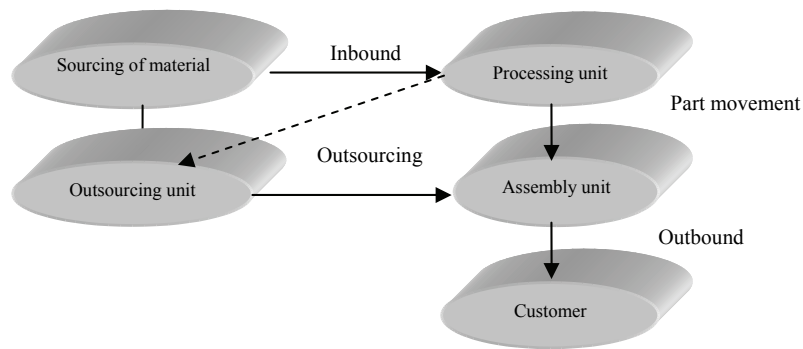 Inbound
Sourcing of material
Processing unit
Part movement
Outsourcing
Outsourcing unit
Assembly unit
Outbound
Customer